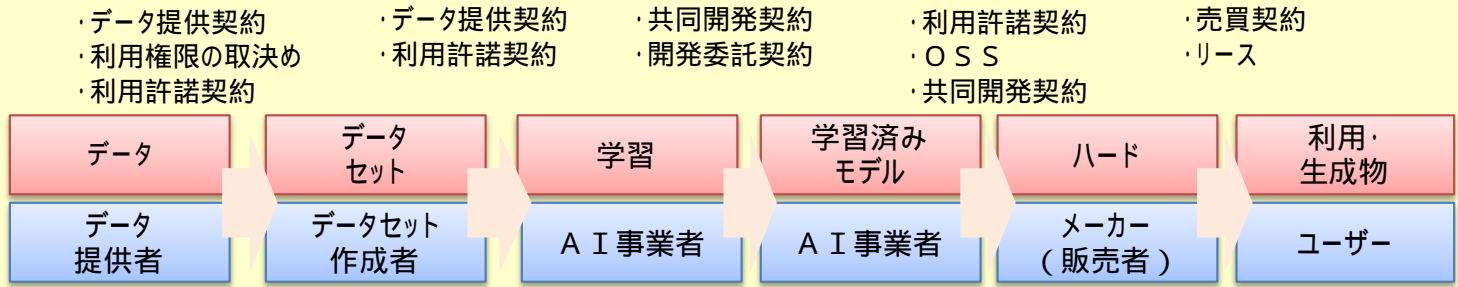 ・データ提供契約
・利用権限の取決め
・利用許諾契約
・データ提供契約
・利用許諾契約
・共同開発契約
・開発委託契約
・利用許諾契約
・ＯＳＳ
・共同開発契約
・売買契約
・リース
データ
データ
セット
学習
学習済み
モデル
ハード
利用・
生成物
データ
提供者
データセット
作成者
ＡＩ事業者
ＡＩ事業者
メーカー
（販売者）
ユーザー